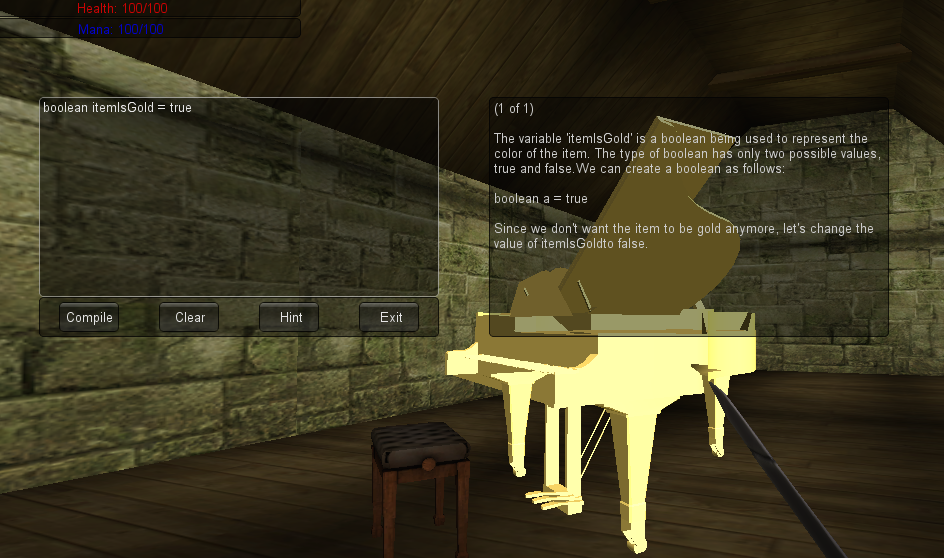 Health: 100/100
Mana: 100/100
boolean itemIsGold = true
(1 of 1)
The variable 'itemIsGold' is a boolean being used to represent the
color of the item. The type of boolean has only two possible values,
true and false.We can create a boolean as follows:
boolean a = true
Since we don't want the item to be gold anymore, let's change the
value of itemIsGoldto false.
Compile
Clear
Hint
Exit